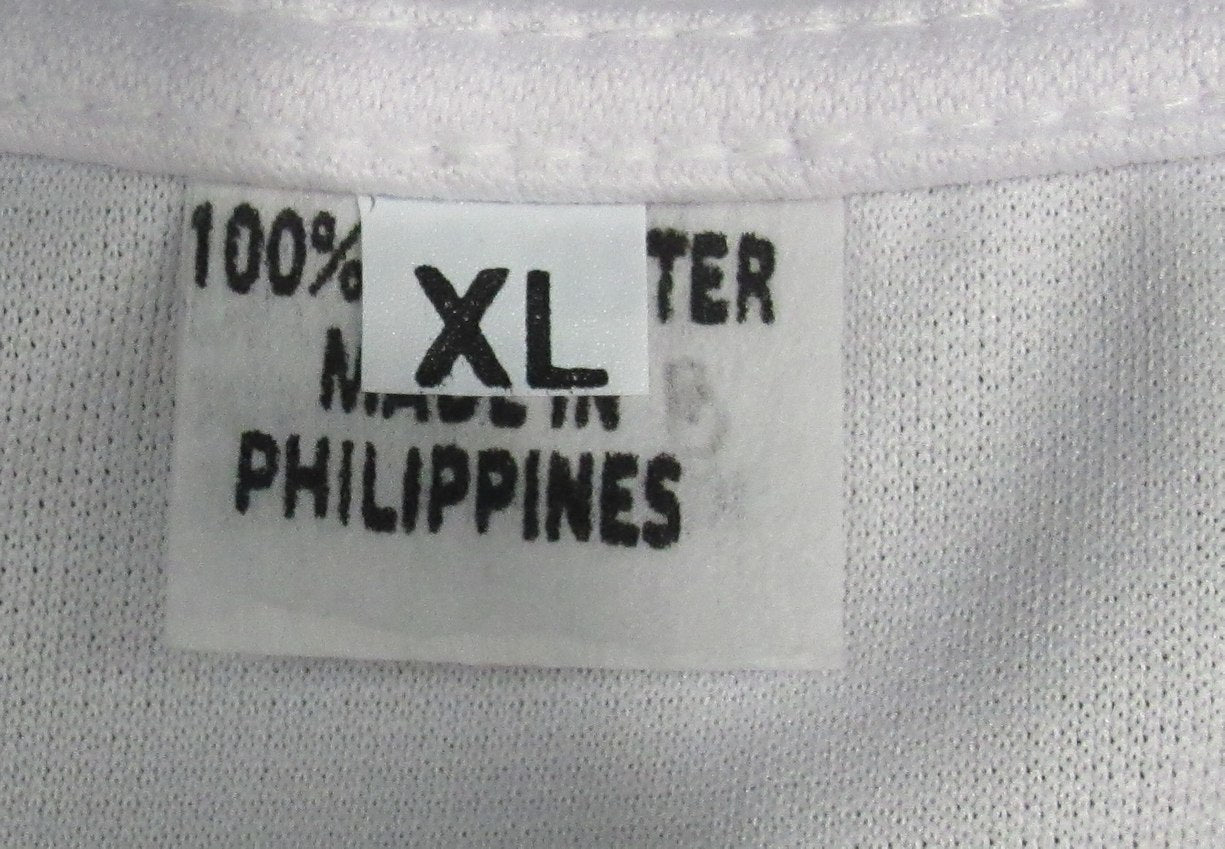 100% TER
XL
MADE IN
PHILIPPINES